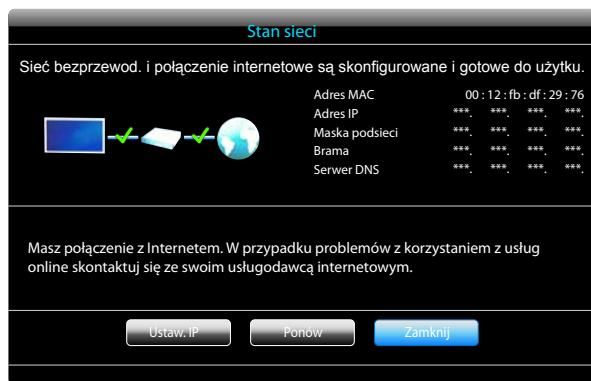 Stan sieci
Sieć bezprzewod. i połączenie internetowe są skonfigurowane i gotowe do użytku.
Adres MAC 00 : 12 : fb : df : 29 : 76
Adres IP ***. ***. ***. ***.
Maska podsieci ***. ***. ***. ***.
Brama ***. ***. ***. ***.
Serwer DNS ***. ***. ***. ***.
Masz połączenie z Internetem. W przypadku problemów z korzystaniem z usług
online skontaktuj się ze swoim usługodawcą internetowym.
Ustaw. IP Ponów Zamknij